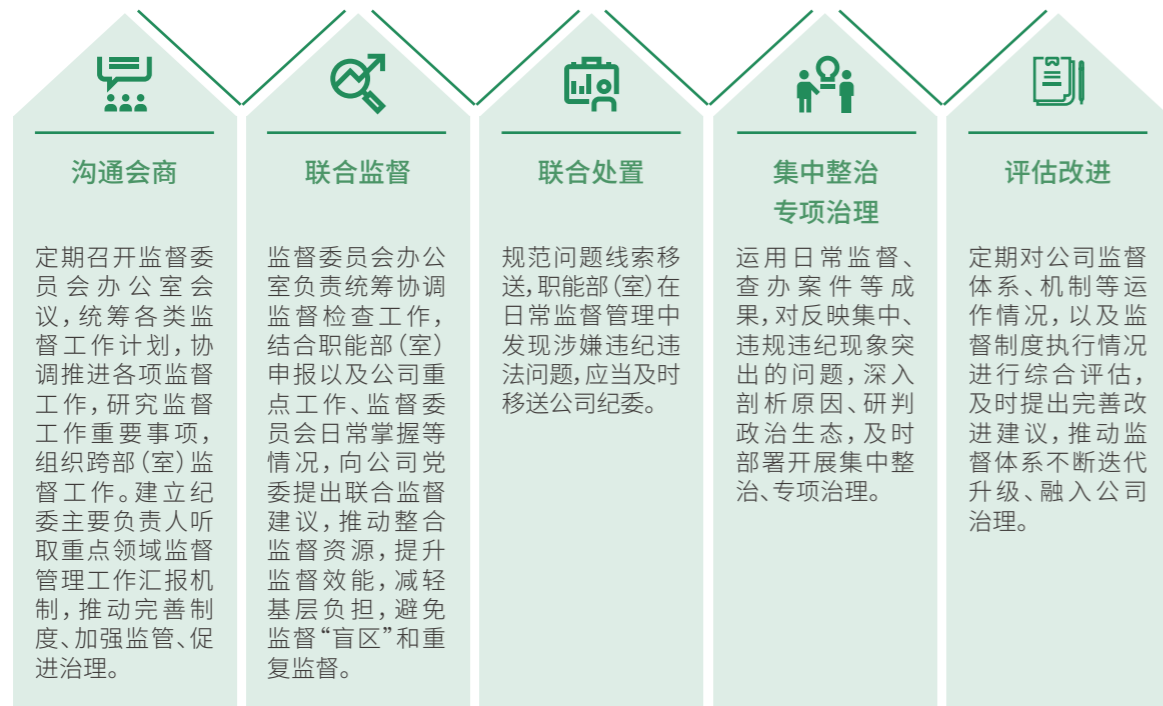 沟通会商
定期召开监督委
员会办公室会
议，统筹各类监
督工作计划，协
调推进各项监督
工作，研究监督
工作重要事项，
组织跨部（室）监
督工作。建立纪
委主要负责人听
取重点领域监督
管理工作汇报机
制，推动完善制
度、加强监管、促
进治理。
联合监督
监督委员会办公
室负责统筹协调
监督检查工作，
结合职能部（室）
申报以及公司重
点工作、监督委
员会日常掌握等
情况，向公司党
委提出联合监督
建议，推动整合
监督资源，提升
监督效能，减轻
基层负担，避免
监督“盲区”和重
复监督。
联合处置
规范问题线索移
送，职能部（室）在
日常监督管理中
发现涉嫌违纪违
法问题，应当及时
移送公司纪委。
集中整治
专项治理
运用日常监督、
查办案件等成
果，对反映集中、
违规违纪现象突
出的问题，深入
剖析原因、研判
政治生态，及时
部署开展集中整
治、专项治理。
评估改进
定期对公司监督
体系、机制等运
作情况，以及监
督制度执行情况
进行综合评估，
及时提出完善改
进建议，推动监
督体系不断迭代
升级、融入公司
治理。